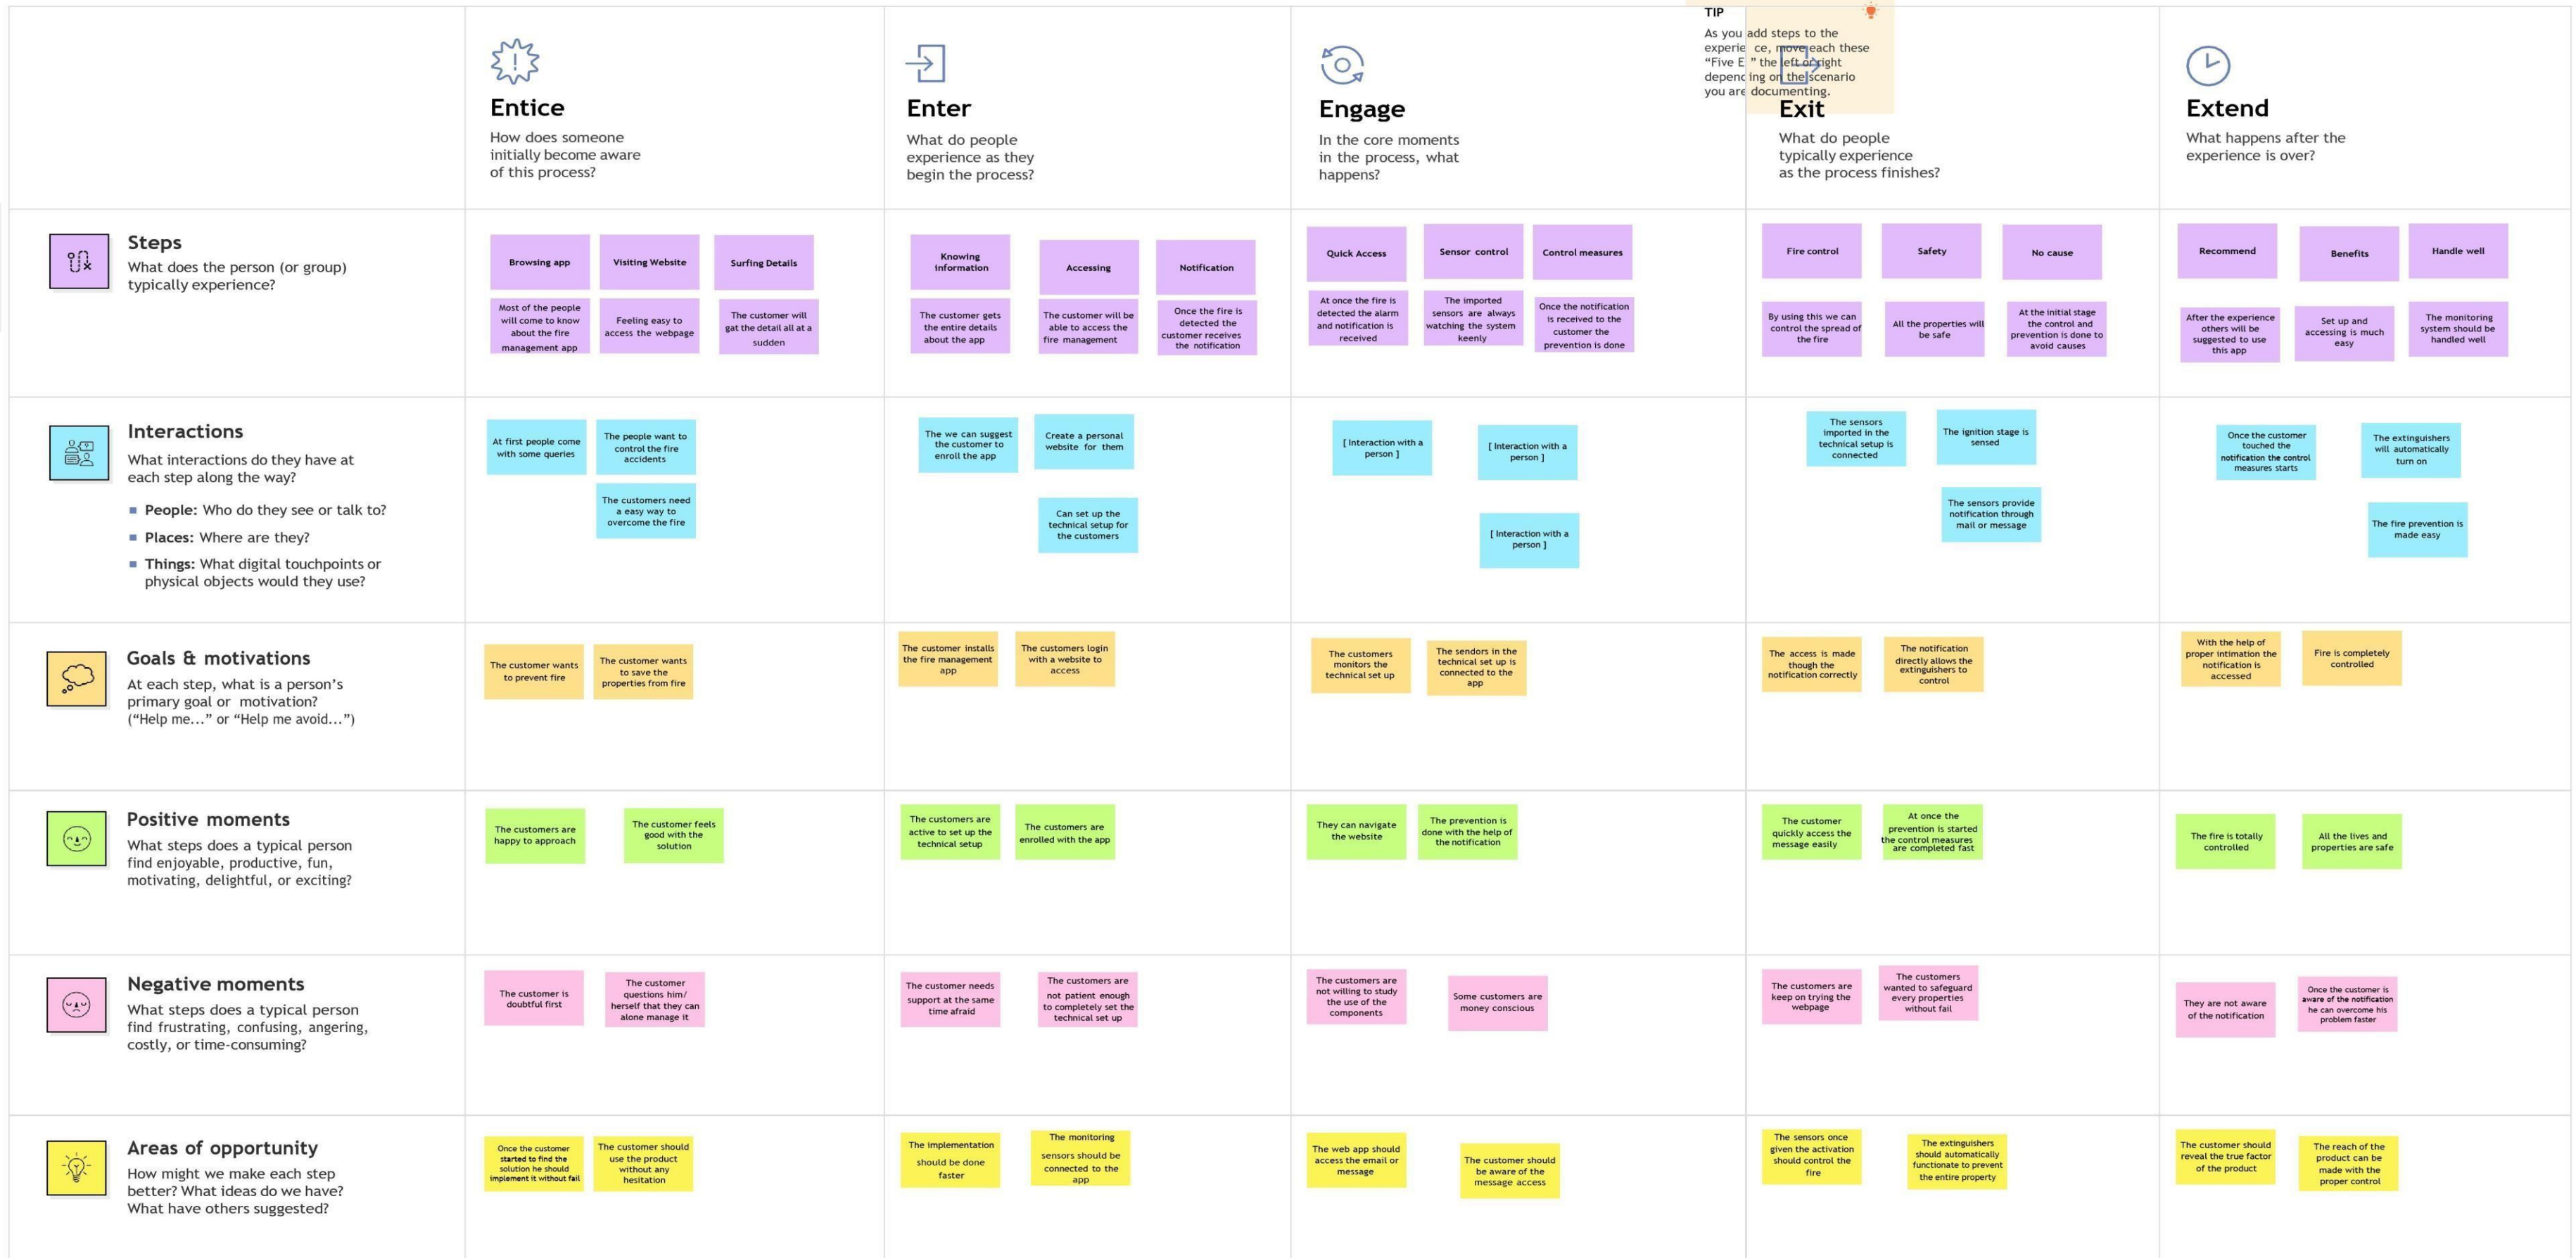 TIP
As you add steps to the
experie ce, move each these
“Five E ” the left or right
depending on the scenario
you are documenting.
Entice
How does someone
initially become aware
of this process?
Enter
What do people
experience as they
begin the process?
Engage
In the core moments
in the process, what
happens?
Exit
What do people
typically experience
as the process finishes?
Extend
What happens after the
experience is over?
Steps
What does the person (or group)
typically experience?
Browsing app
Visiting Website
Surfing Details
Most of the people
will come to know
about the fire
management app
Feeling easy to
access the webpage
The customer will
gat the detail all at a
sudden
Knowing
information
Accessing
Notification
The customer gets
the entire details
about the app
The customer will be
able to access the
fire management
Once the fire is
detected the
customer receives
the notification
Quick Access
Sensor control
Control measures
At once the fire is
detected the alarm
and notification is
received
The imported
sensors are always
watching the system
keenly
Once the notification
is received to the
customer the
prevention is done
Fire control
Safety
No cause
By using this we can
control the spread of
the fire
All the properties will
be safe
At the initial stage
the control and
prevention is done to
avoid causes
Recommend
Benefits
Handle well
After the experience
others will be
suggested to use
this app
Set up and
accessing is much
easy
The monitoring
system should be
handled well
Interactions
What interactions do they have at
each step along the way?
People: Who do they see or talk to?
Places: Where are they?
Things: What digital touchpoints or
physical objects would they use?
At first people come
with some queries
The people want to
control the fire
accidents
The customers need
a easy way to
overcome the fire
The we can suggest
the customer to
enroll the app
Create a personal
website for them
Can set up the
technical setup for
the customers
[ Interaction with a
person ]
[ Interaction with a
person ]
[ Interaction with a
person ]
The sensors
imported in the
technical setup is
connected
The ignition stage is
sensed
The sensors provide
notification through
mail or message
Once the customer
touched the
notification the control
measures starts
The extinguishers
will automatically
turn on
The fire prevention is
made easy
Goals & motivations
At each step, what is a person’s
primary goal or motivation?
(“Help me...” or “Help me avoid...”)
The customer wants
to prevent fire
The customer wants
to save the
properties from fire
The customer installs
the fire management
app
The customers login
with a website to
access
The customers
monitors the
technical set up
The sendors in the
technical set up is
connected to the
app
The access is made
though the
notification correctly
The notification
directly allows the
extinguishers to
control
With the help of
proper intimation the
notification is
accessed
Fire is completely
controlled
Positive moments
What steps does a typical person
find enjoyable, productive, fun,
motivating, delightful, or exciting?
The customers are
happy to approach
The customer feels
good with the
solution
The customers are
active to set up the
technical setup
The customers are
enrolled with the app
They can navigate
the website
The prevention is
done with the help of
the notification
The customer
quickly access the
message easily
At once the
prevention is started
the control measures
are completed fast
The fire is totally
controlled
All the lives and
properties are safe
Negative moments
What steps does a typical person
find frustrating, confusing, angering,
costly, or time-consuming?
The customer is
doubtful first
The customer
questions him/
herself that they can
alone manage it
The customer needs
support at the same
time afraid
The customers are
not patient enough
to completely set the
technical set up
The customers are
not willing to study
the use of the
components
Some customers are
money conscious
The customers are
keep on trying the
webpage
The customers
wanted to safeguard
every properties
without fail
They are not aware
of the notification
Once the customer is
aware of the notification
he can overcome his
problem faster
Areas of opportunity
How might we make each step
better? What ideas do we have?
What have others suggested?
Once the customer
started to find the
solution he should
implement it without fail
The customer should
use the product
without any
hesitation
The implementation
should be done
faster
The monitoring
sensors should be
connected to the
app
The web app should
access the email or
message
The customer should
be aware of the
message access
The sensors once
given the activation
should control the
fire
The extinguishers
should automatically
functionate to prevent
the entire property
The customer should
reveal the true factor
of the product
The reach of the
product can be
made with the
proper control